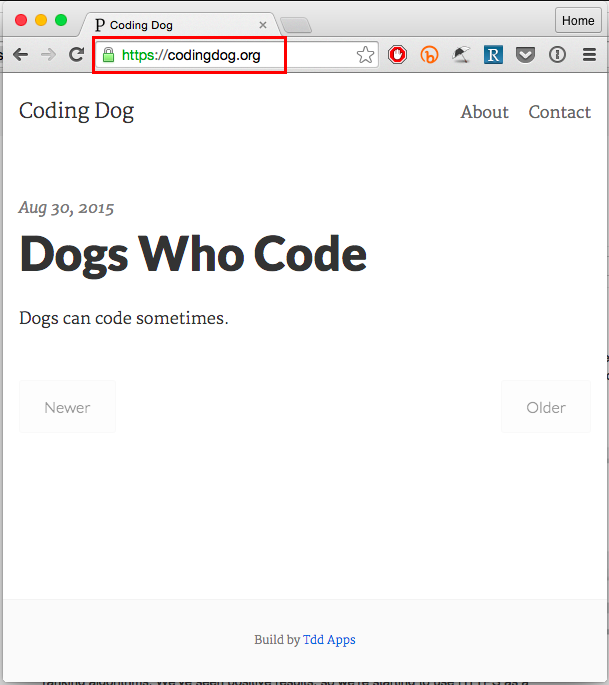 P Coding Dog
Home
https://codingdog.org
Coding Dog
About Contact
Aug 30, 2015
Dogs Who Code
Dogs can code sometimes.
Newer
Older
Build by Tdd Apps